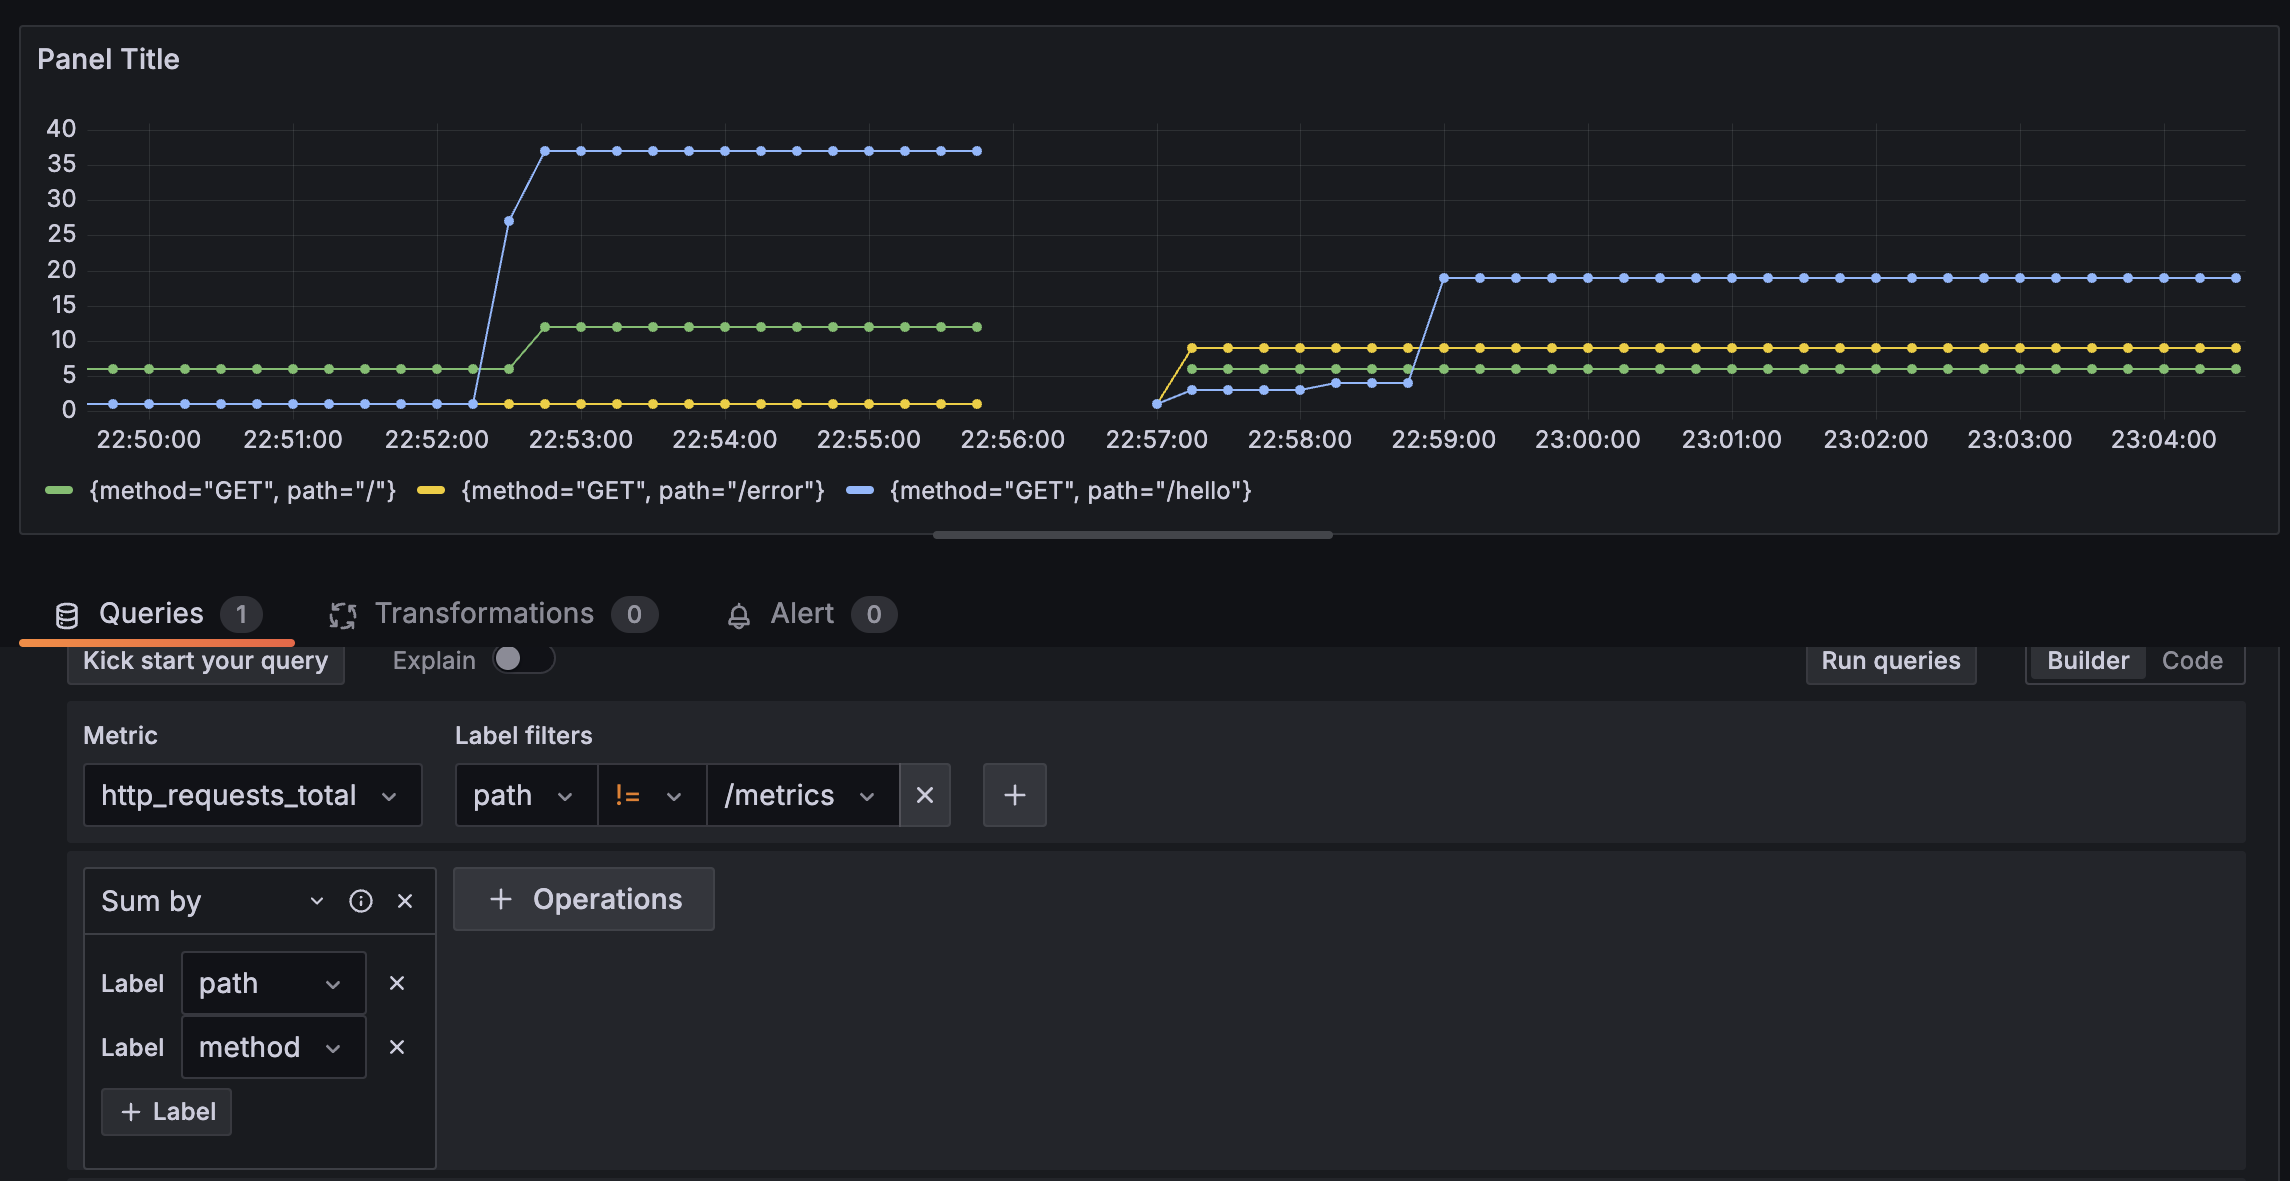 Panel Title
40
35
30
25
20
15
10
5
0
22:50:00 22:51:00 22:52:00 22:53:00 22:54:00 22:55:00 22:56:00 22:57:00 22:58:00 22:59:00 23:00:00 23:01:00 23:02:00 23:03:00 23:04:00
{method="GET", path="/"} {method="GET", path="/error"} {method="GET", path="/hello"}
Queries 1 Transformations 0 Alert 0
Kick start your query Explain Run queries Builder Code
Metric Label filters
http_requests_total path != /metrics
Sum by + Operations
Label path
Label method
+ Label